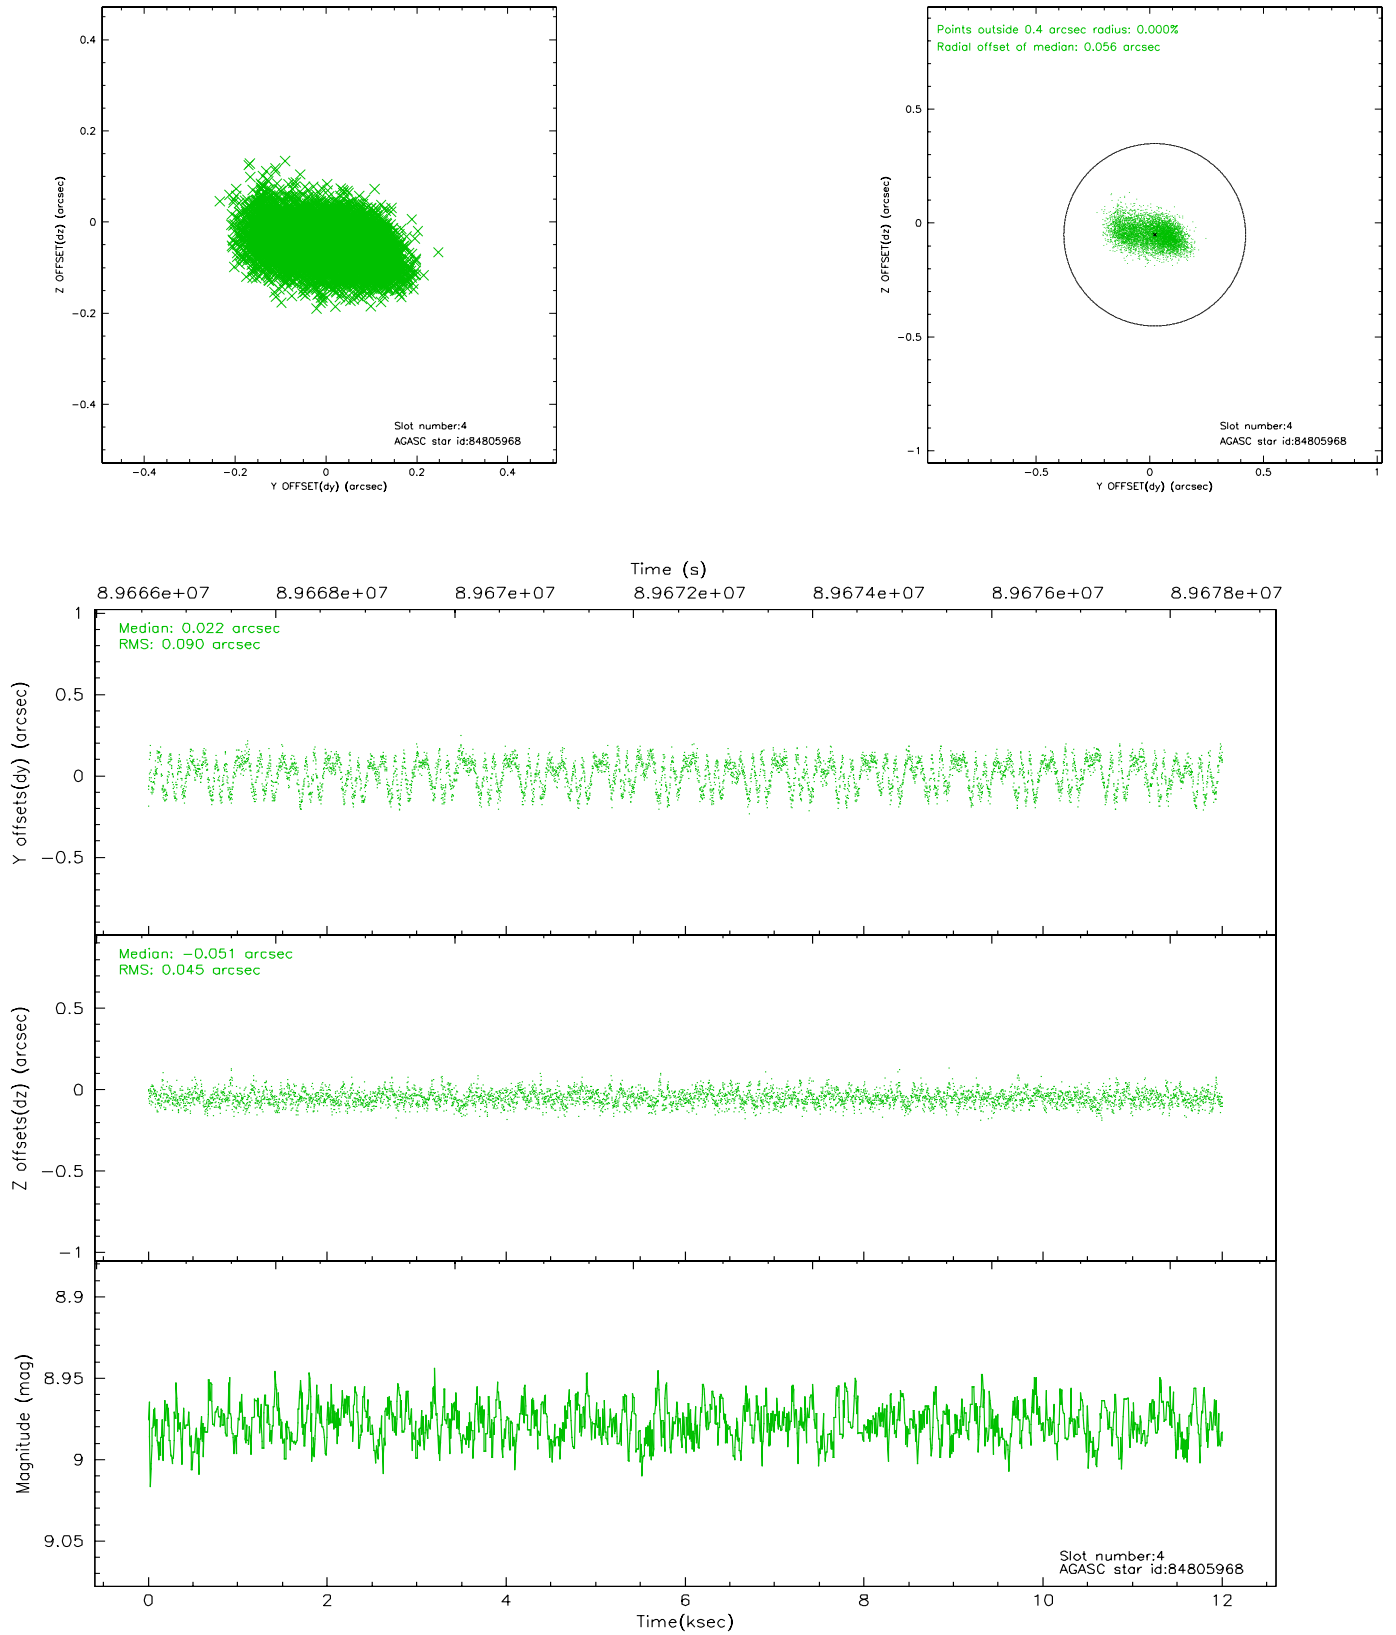 0.4
0.2
0
−0.2
−0.4
Z OFFSET(dz) (arcsec)
Slot number:4
AGASC star id:84805968
−0.4 −0.2 0 0.2 0.4
Y OFFSET(dy) (arcsec)
Points outside 0.4 arcsec radius: 0.000%
Radial offset of median: 0.056 arcsec
0.5
0
−0.5
−1
Z OFFSET(dz) (arcsec)
Slot number:4
AGASC star id:84805968
−0.5 0 0.5 1
Y OFFSET(dy) (arcsec)
Time (s)
8.9666e+07 8.9668e+07 8.967e+07 8.9672e+07 8.9674e+07 8.9676e+07 8.9678e+07
Median: 0.022 arcsec
RMS: 0.090 arcsec
1
0.5
0
−0.5
Y offsets(dy) (arcsec)
Median: −0.051 arcsec
RMS: 0.045 arcsec
0.5
0
−0.5
−1
Z offsets(dz) (arcsec)
8.9
8.95
9
9.05
Magnitude (mag)
Slot number:4
AGASC star id:84805968
0 2 4 6 8 10 12
Time(ksec)